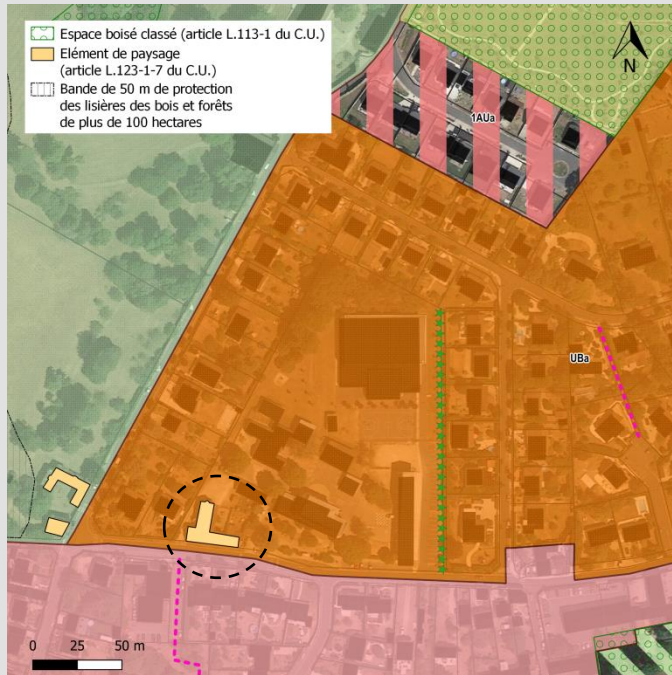 Espace boisé classé (article L.113-1 du C.U.)
Elément de paysage
(article L.123-1-7 du C.U.)
Bande de 50 m de protection
des lisières des bois et forêts
de plus de 100 hectares
N
1AUa
UBa
0 25 50 m